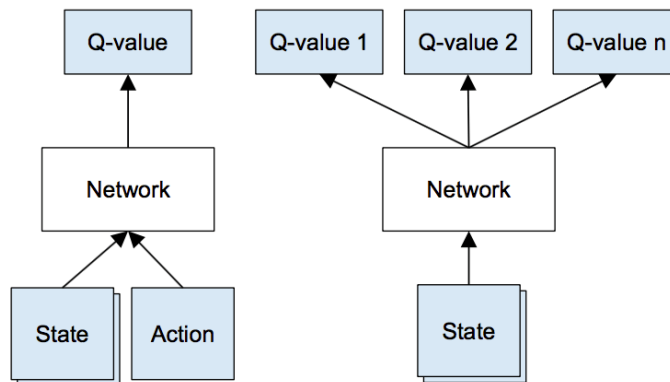 Q-value
Q-value 1
Q-value 2
Q-value n
Network
Network
State
Action
State